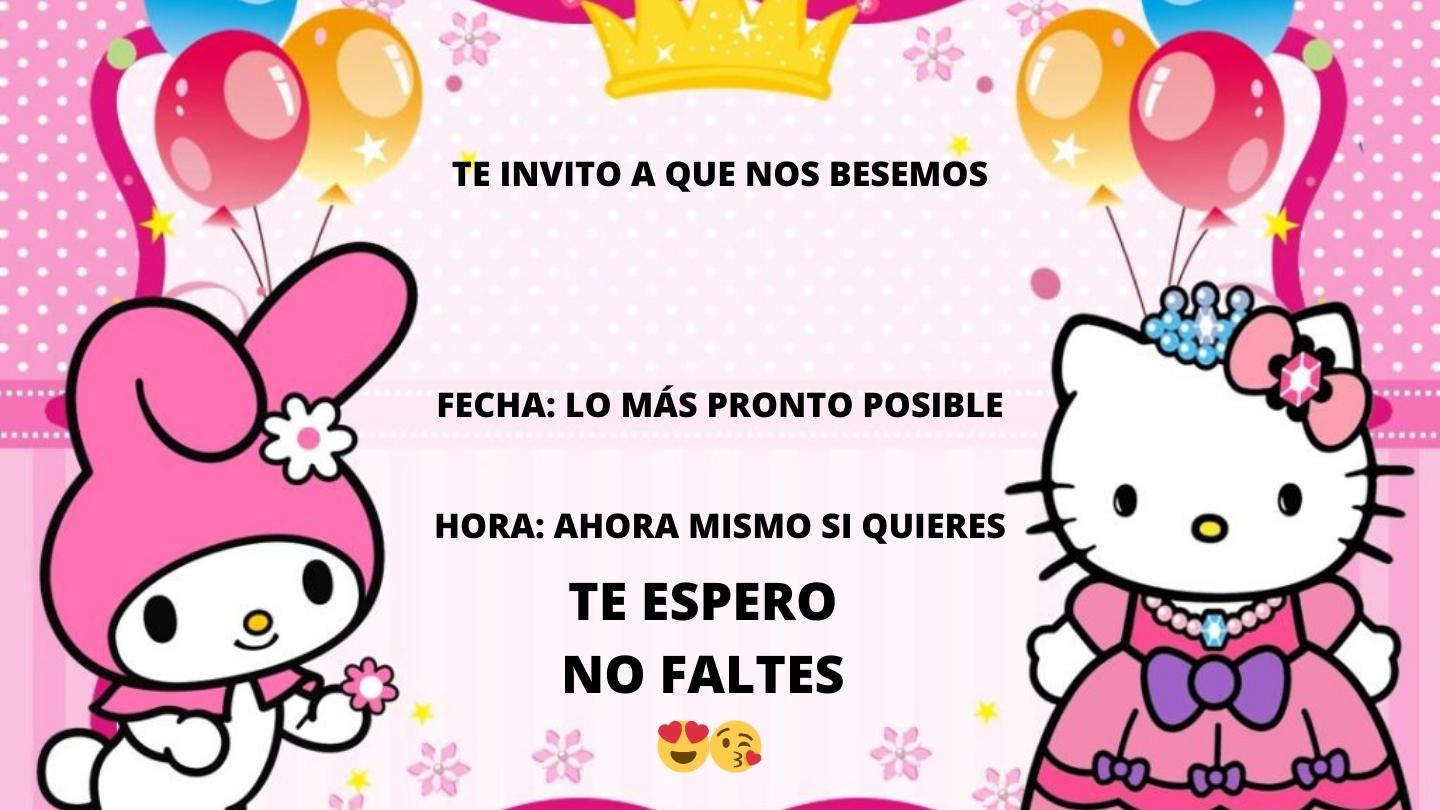 TE INVITO A QUE NOS BESEMOS
FECHA: LO MÁS PRONTO POSIBLE
HORA: AHORA MISMO SI QUIERES
TE ESPERO
NO FALTES
😍😘